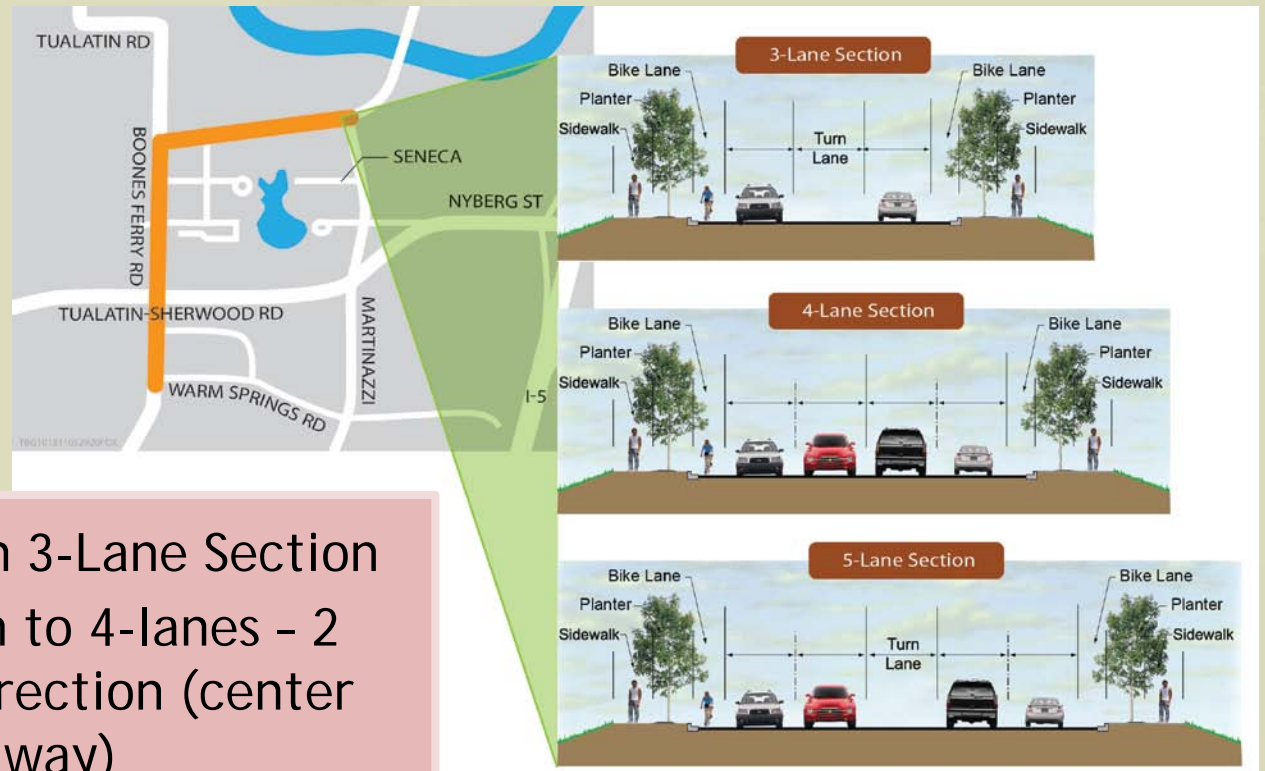 TUALATIN RD
BOONES FERRY RD
SENECA
NYBERG ST
TUALATIN-SHERWOOD RD
MARTINAZZI
WARM SPRINGS RD
I-5
3-Lane Section
Bike Lane
Bike Lane
Planter
Planter
Sidewalk
Turn
Lane
Sidewalk
4-Lane Section
Bike Lane
Bike Lane
Planter
Planter
Sidewalk
Sidewalk
5-Lane Section
Bike Lane
Bike Lane
Planter
Planter
Sidewalk
Turn
Lane
Sidewalk
3-Lane Section
to 4-lanes – 2
(center